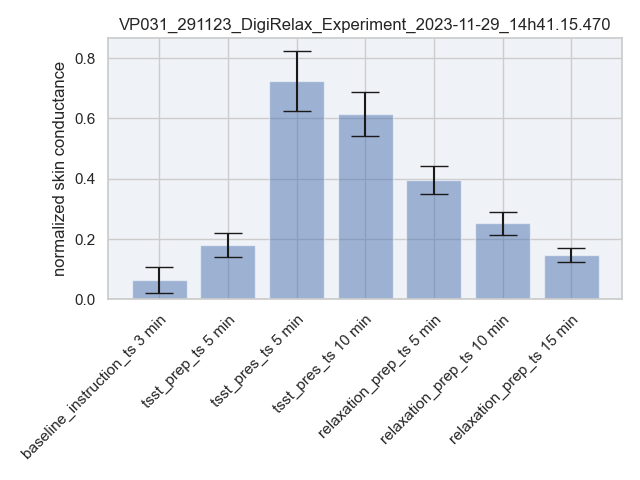 VP031_291123_DigiRelax_Experiment_2023-11-29_14h41.15.470
normalized skin conductance
0.8
0.6
0.4
0.2
0.0
baseline_instruction_ts 3 min
tsst_prep_ts 5 min
tsst_pres_ts 5 min
tsst_pres_ts 10 min
relaxation_prep_ts 5 min
relaxation_prep_ts 10 min
relaxation_prep_ts 15 min